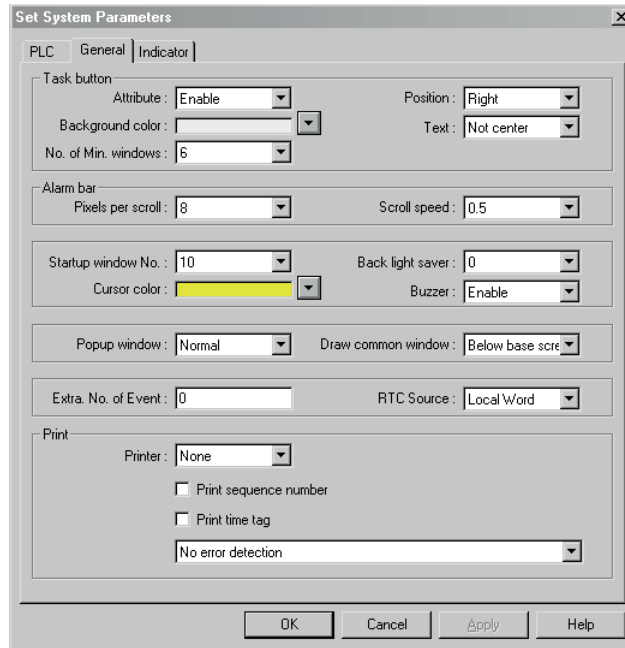 Set System Parameters
PLC General Indicator
Task button
Attribute : Enable Position : Right
Background color : Text : Not center
No. of Min. windows : 6
Alarm bar
Pixels per scroll : 8 Scroll speed : 0.5
Startup window No. : 10 Back light saver : 0
Cursor color : Buzzer : Enable
Popup window : Normal Draw common window : Below base scre
Extra. No. of Event : 0 RTC Source : Local Word
Print
Printer : None
Print sequence number
Print time tag
No error detection
OK Cancel Apply Help